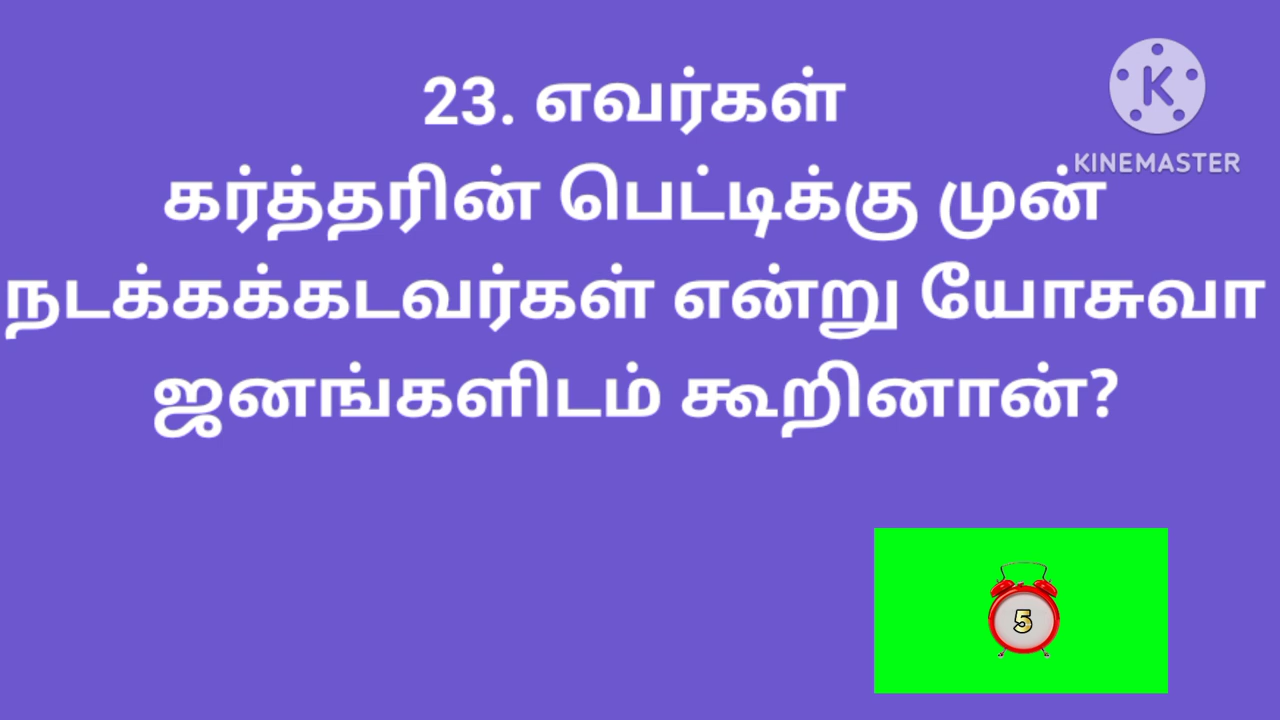 23. எவர்கள்
கர்த்தரின் பெட்டிக்கு முன்
நடக்கக்கடவர்கள் என்று யோசுவா
ஜனங்களிடம் கூறினான்?
K
KINEMASTER
5